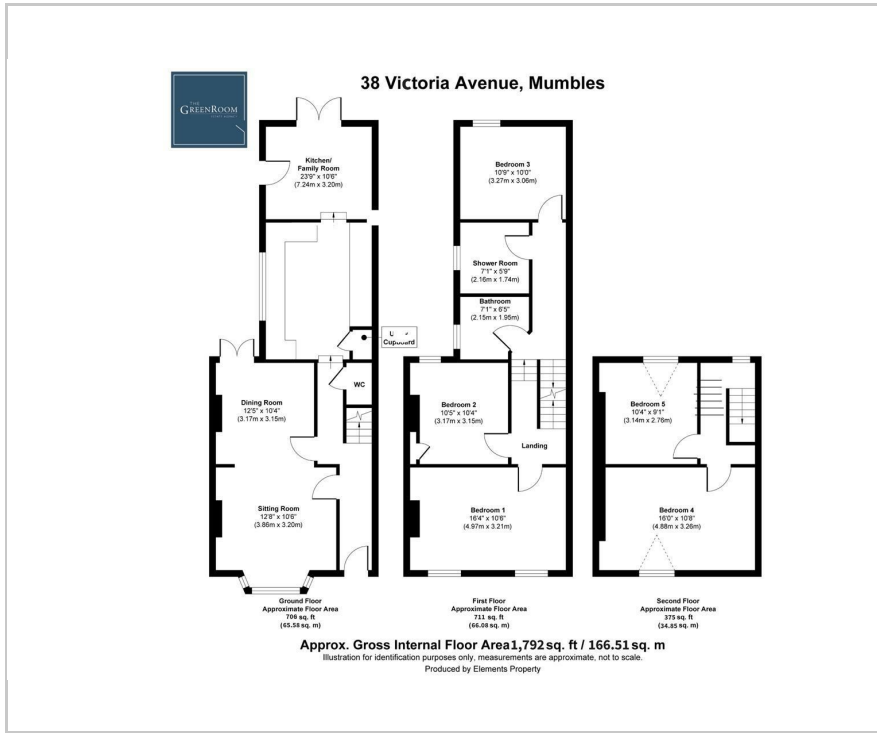 38 Victoria Avenue, Mumbles
THE
GREENROOM
Kitchen/
Family Room
23'9" x 10'6"
(7.24m x 3.20m)
Cupboard
WC
Dining Room
12'5" x 10'4"
(3.17m x 3.15m)
Sitting Room
12'8" x 10'6"
(3.86m x 3.20m)
Ground Floor
Approximate Floor Area
706 sq. ft
(65.58 sq. m)
Bedroom 3
10'9" x 10'0"
(3.27m x 3.06m)
Shower Room
7'1" x 5'9"
(2.16m x 1.74m)
Bathroom
7'1" x 6'5"
(2.15m x 1.95m)
Bedroom 2
10'5" x 10'4"
(3.17m x 3.15m)
Landing
Bedroom 1
16'4" x 10'6"
(4.97m x 3.21m)
First Floor
Approximate Floor Area
711 sq. ft
(66.08 sq. m)
Bedroom 5
10'4" x 9'1"
(3.14m x 2.76m)
Bedroom 4
16'0" x 10'8"
(4.88m x 3.26m)
Second Floor
Approximate Floor Area
375 sq. ft
(34.85 sq. m)
Approx. Gross Internal Floor Area 1,792 sq. ft / 166.51 sq. m
Illustration for identification purposes only, measurements are approximate, not to scale.
Produced by Elements Property